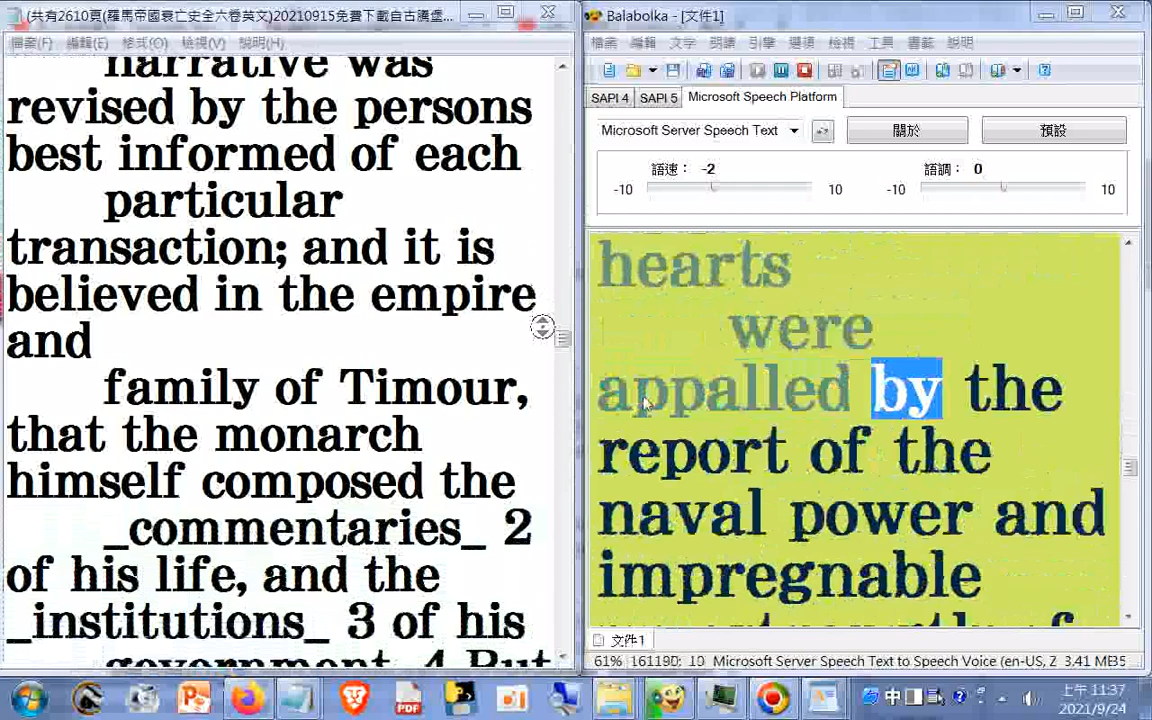 (共有2610頁(羅馬帝國衰亡史全六卷英文)20210915免費下載自古騰堡...
檔案(F) 編輯(E) 格式(O) 檢視(V) 說明(H)
narrative was
revised by the persons
best informed of each
particular
transaction; and it is
believed in the empire
and
family of Timour,
that the monarch
himself composed the
_commentaries_ 2
of his life, and the
_institutions_ 3 of his
government. 4 But
Balabolka - [文件1]
檔案 編輯 文字 朗讀 引擎 選項 檢視 工具 書籤 說明
SAPI 4 SAPI 5 Microsoft Speech Platform
Microsoft Server Speech Text 關於 預設
語速： -2 語調： 0
-10 10 -10 10
hearts
were
appalled by the
report of the
naval power and
impregnable
文件1
61% 16119D: 10 Microsoft Server Speech Text to Speech Voice (en-US, Z 3.41 MB35
中
上午 11:37
2021/9/24